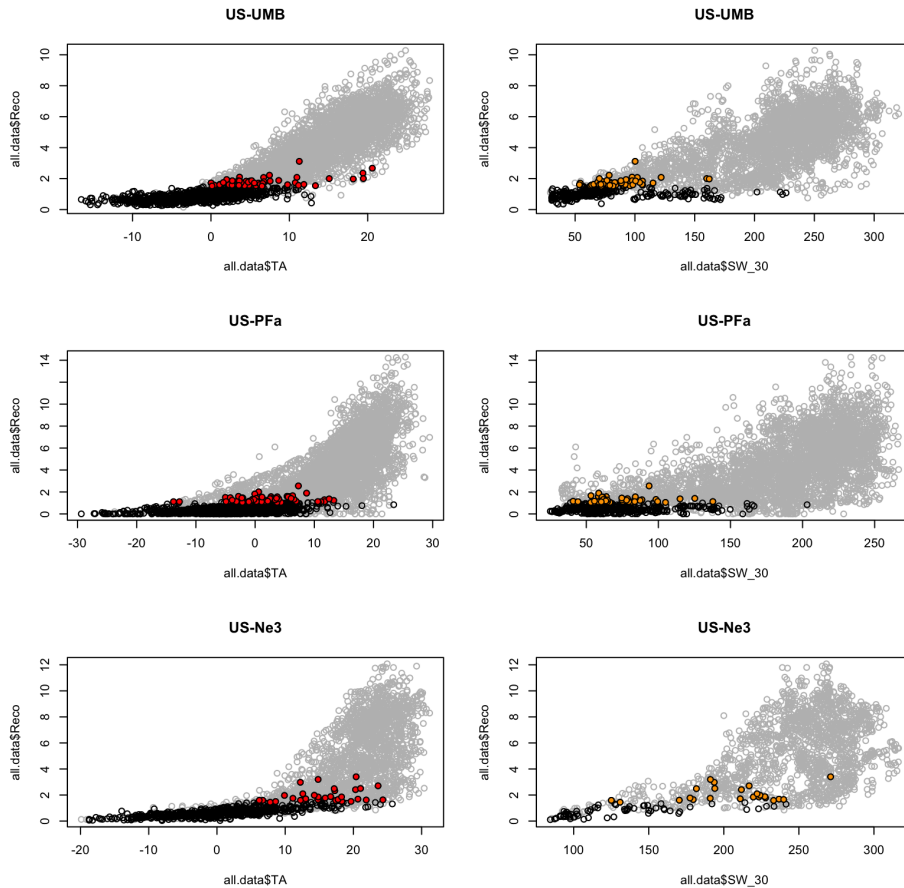 US-UMB
all.data$Reco
0 2 4 6 8 10
-10 0 10 20
all.data$TA
US-UMB
all.data$Reco
0 2 4 6 8 10
50 100 150 200 250 300
all.data$SW_30
US-PFa
all.data$Reco
0 2 4 6 8 10 14
-30 -20 -10 0 10 20 30
all.data$TA
US-PFa
all.data$Reco
0 2 4 6 8 10 14
50 100 150 200 250
all.data$SW_30
US-Ne3
all.data$Reco
0 2 4 6 8 10 12
-20 -10 0 10 20 30
all.data$TA
US-Ne3
all.data$Reco
0 2 4 6 8 10 12
100 150 200 250 300
all.data$SW_30